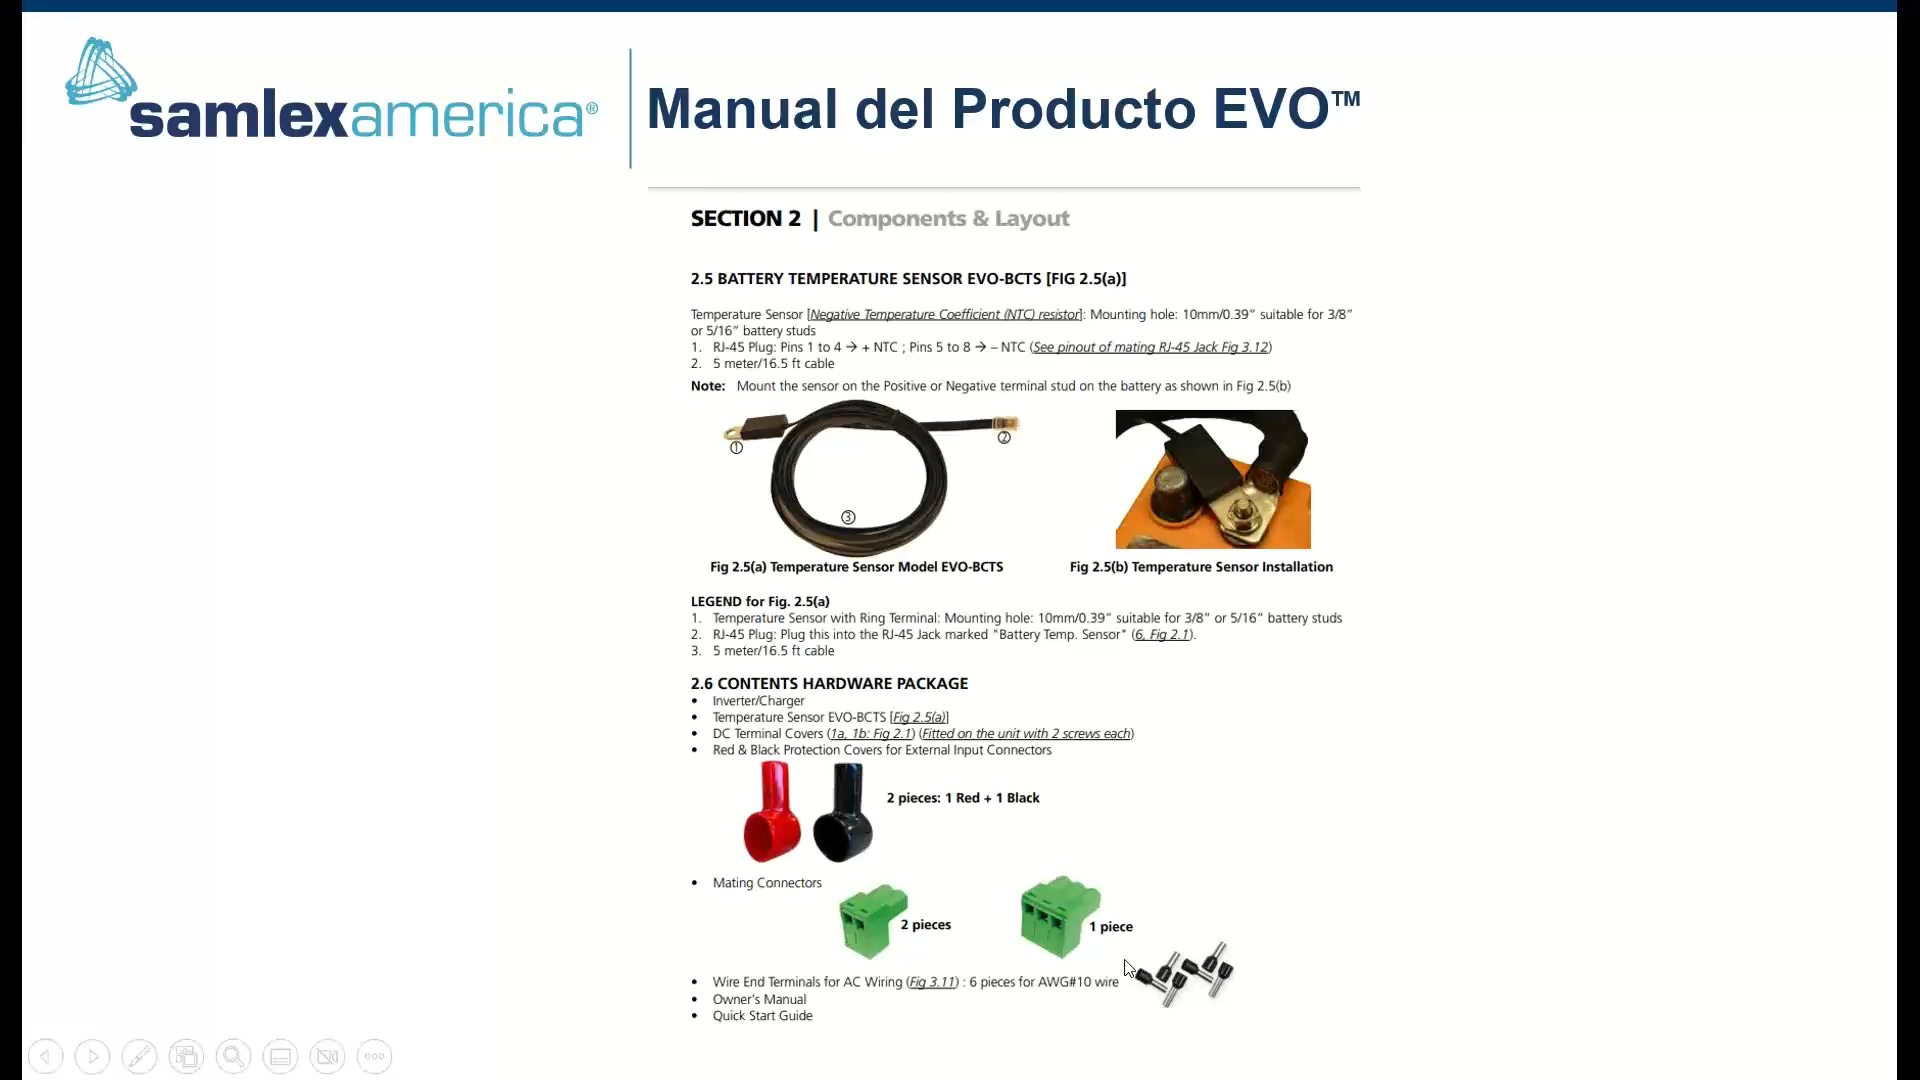 samlexamerica®
Manual del Producto EVO™
SECTION 2 | Components & Layout
2.5 BATTERY TEMPERATURE SENSOR EVO-BCTS [FIG 2.5(a)]
Temperature Sensor [Negative Temperature Coefficient (NTC) resistor]: Mounting hole: 10mm/0.39” suitable for 3/8”
or 5/16” battery studs
1. RJ-45 Plug: Pins 1 to 4 → + NTC ; Pins 5 to 8 → – NTC (See pinout of mating RJ-45 Jack Fig 3.12)
2. 5 meter/16.5 ft cable
Note: Mount the sensor on the Positive or Negative terminal stud on the battery as shown in Fig 2.5(b)
①
②
③
Fig 2.5(a) Temperature Sensor Model EVO-BCTS
Fig 2.5(b) Temperature Sensor Installation
LEGEND for Fig. 2.5(a)
1. Temperature Sensor with Ring Terminal: Mounting hole: 10mm/0.39” suitable for 3/8” or 5/16” battery studs
2. RJ-45 Plug: Plug this into the RJ-45 Jack marked "Battery Temp. Sensor" (6, Fig 2.1).
3. 5 meter/16.5 ft cable
2.6 CONTENTS HARDWARE PACKAGE
• Inverter/Charger
• Temperature Sensor EVO-BCTS [Fig 2.5(a)]
• DC Terminal Covers (1a, 1b: Fig 2.1) (Fitted on the unit with 2 screws each)
• Red & Black Protection Covers for External Input Connectors
2 pieces: 1 Red + 1 Black
• Mating Connectors
2 pieces
1 piece
• Wire End Terminals for AC Wiring (Fig 3.11) : 6 pieces for AWG#10 wire
• Owner's Manual
• Quick Start Guide